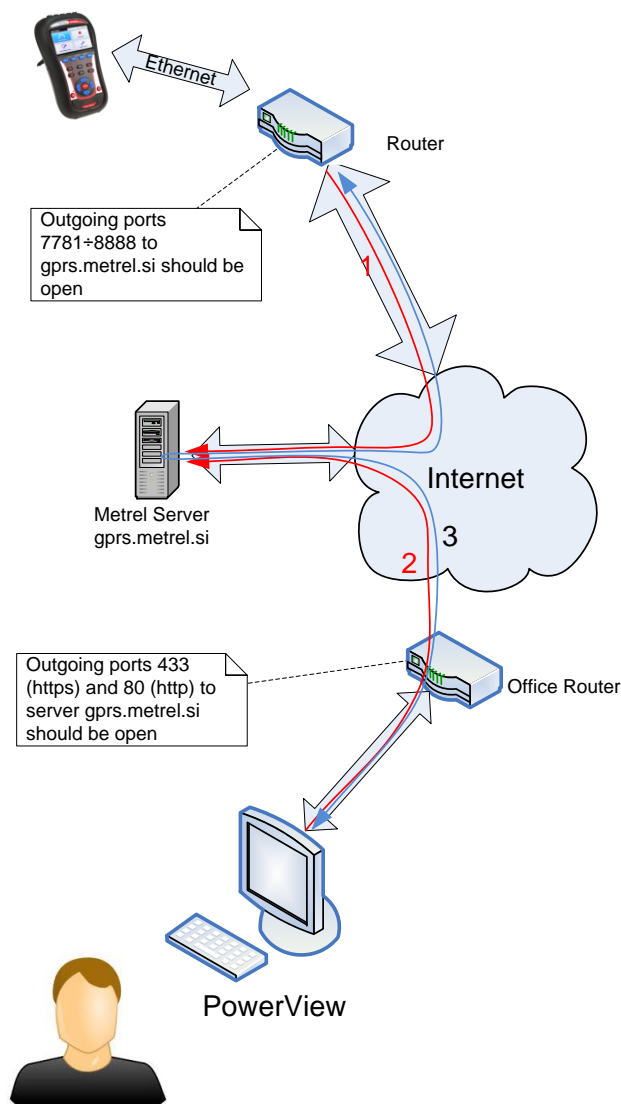 Ethernet
Router
Outgoing ports
7781÷8888 to
gprs.metrel.si should be
open
1
Internet
Metrel Server
gprs.metrel.si
3
2
Outgoing ports 433
(https) and 80 (http) to
server gprs.metrel.si
should be open
Office Router
PowerView